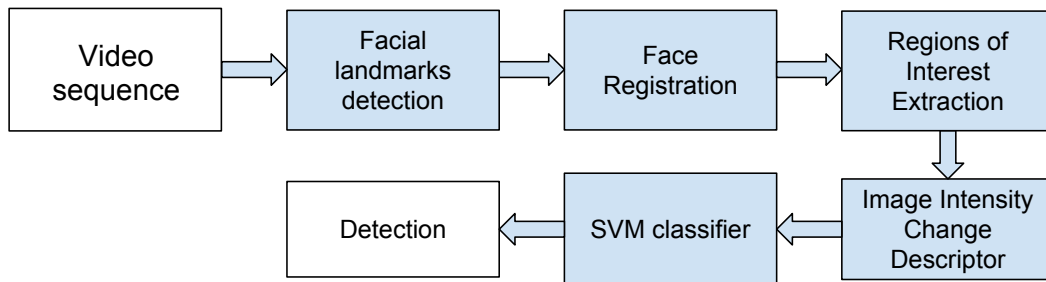 Video
sequence
Facial
landmarks
detection
Face
Registration
Regions of
Interest
Extraction
Image Intensity
Change
Descriptor
SVM classifier
Detection